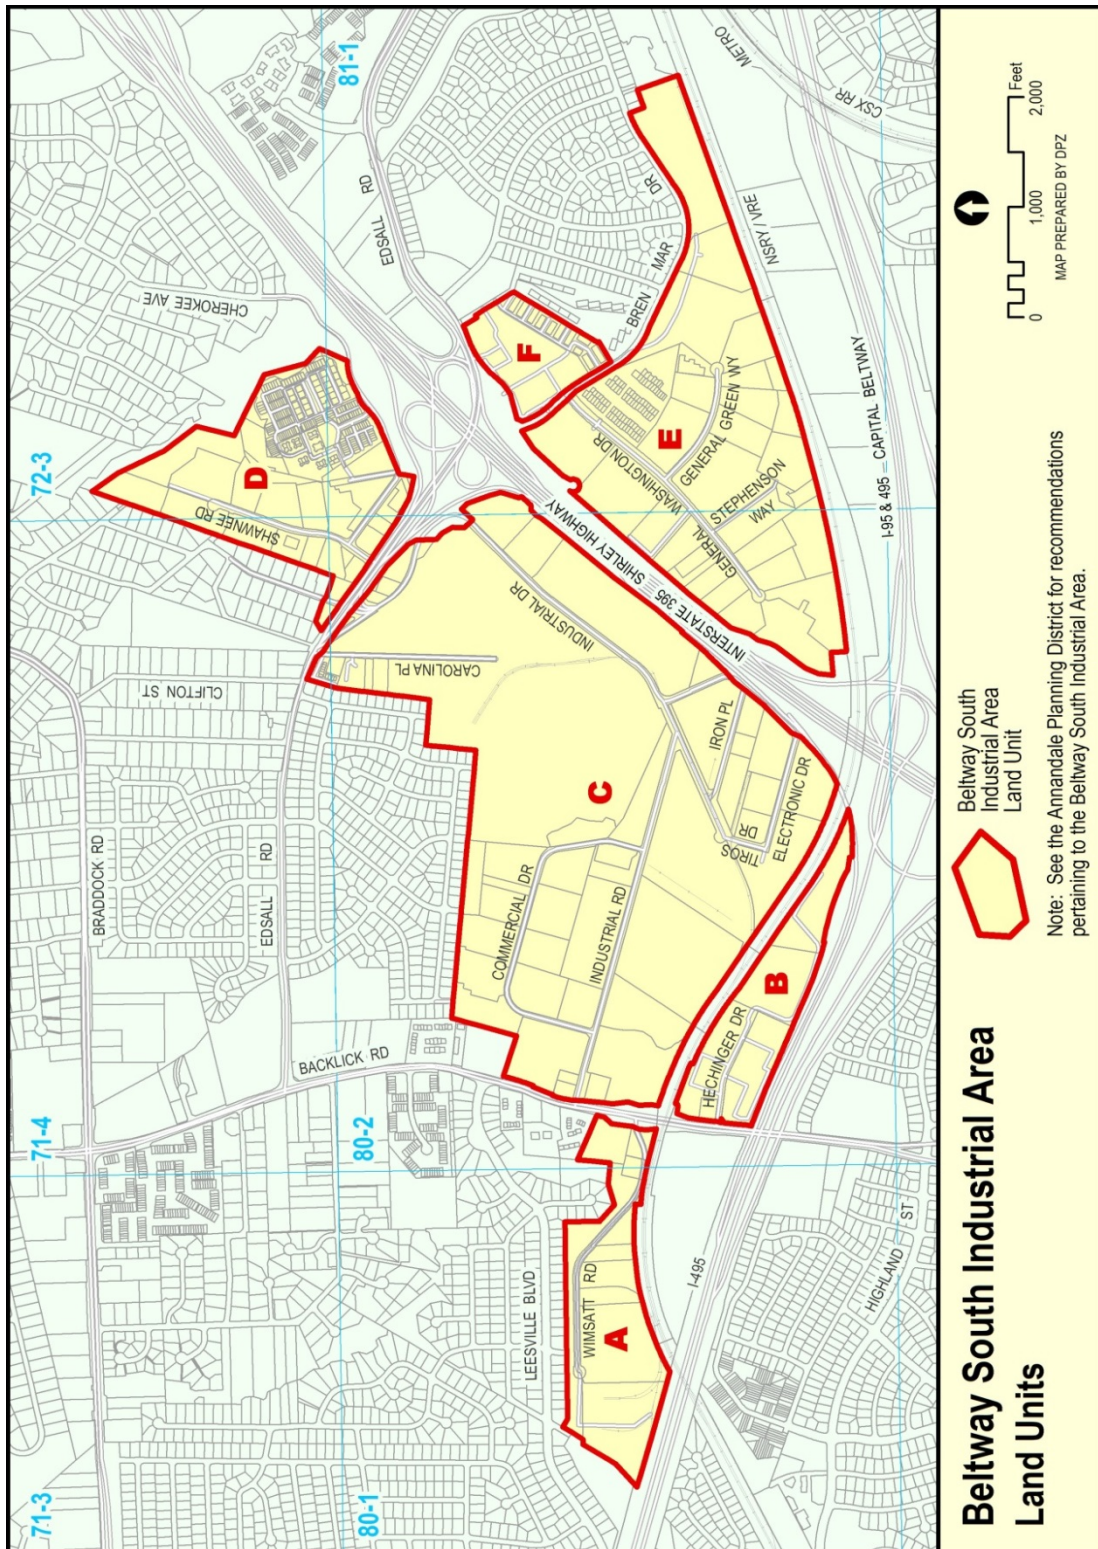 71-3
71-4
72-3
81-1
80-1
80-2
BRADDOCK RD
CLIFTON ST
CHEROKEE AVE
EDSALL RD
EDSALL RD
SHAWNEE RD
BACKLICK RD
LEESVILLE BLVD
CAROLINA PL
COMMERCIAL DR
INDUSTRIAL RD
INDUSTRIAL DR
IRON PL
TIROS DR
ELECTRONIC DR
INTERSTATE 395
SHIRLEY HIGHWAY
GENERAL WASHINGTON DR
GENERAL GREEN WY
STEPHENSON WAY
BREN MAR DR
WIMSATT RD
HECHINGER DR
HIGHLAND ST
I-495
I-95 & 495
CAPITAL BELTWAY
NSRY / VRE
METRO
CSX RR
A
B
C
D
E
F
Beltway South Industrial Area
Land Units
Beltway South
Industrial Area
Land Unit
Note: See the Annandale Planning District for recommendations
pertaining to the Beltway South Industrial Area.
0 1,000 2,000
Feet
MAP PREPARED BY DPZ